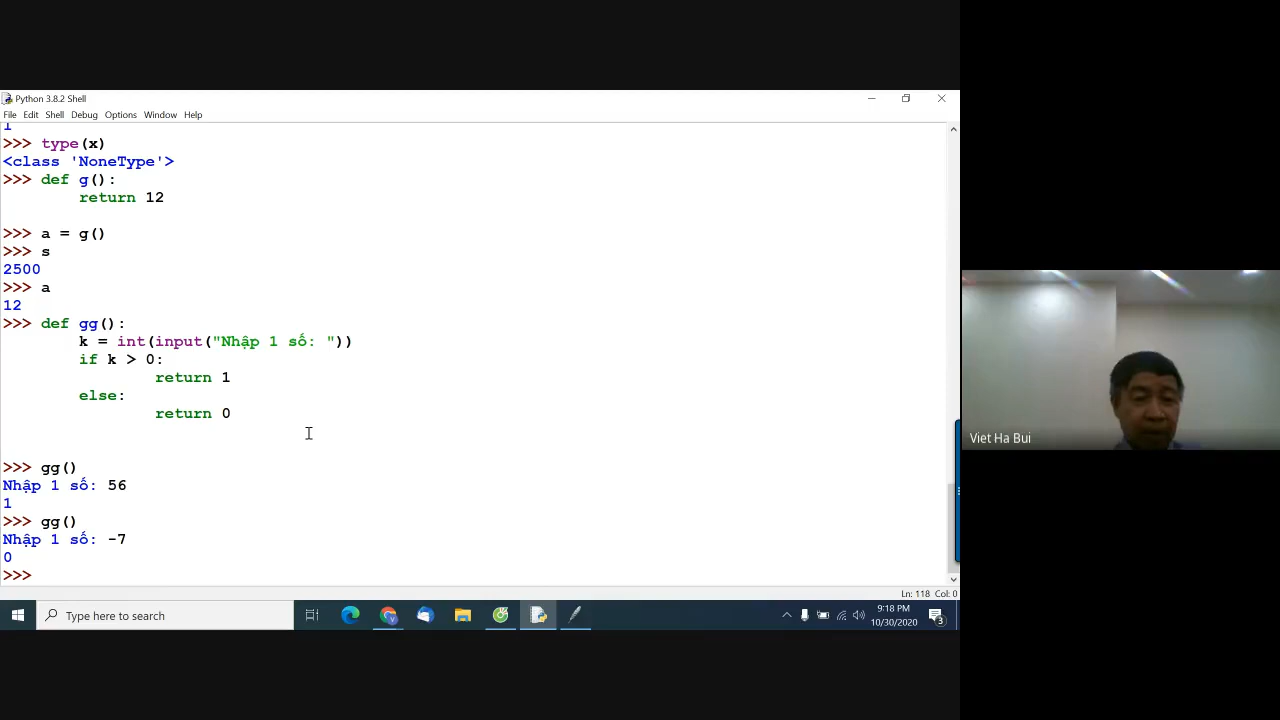 Python 3.8.2 Shell
File Edit Shell Debug Options Window Help
1
>>> type(x)
<class 'NoneType'>
>>> def g():
return 12
>>> a = g()
>>> s
2500
>>> a
12
>>> def gg():
k = int(input("Nhập 1 số: "))
if k > 0:
return 1
else:
return 0
>>> gg()
Nhập 1 số: 56
1
>>> gg()
Nhập 1 số: -7
0
>>>
Ln: 118 Col: 0
Type here to search
9:18 PM
10/30/2020
3
Viet Ha Bui